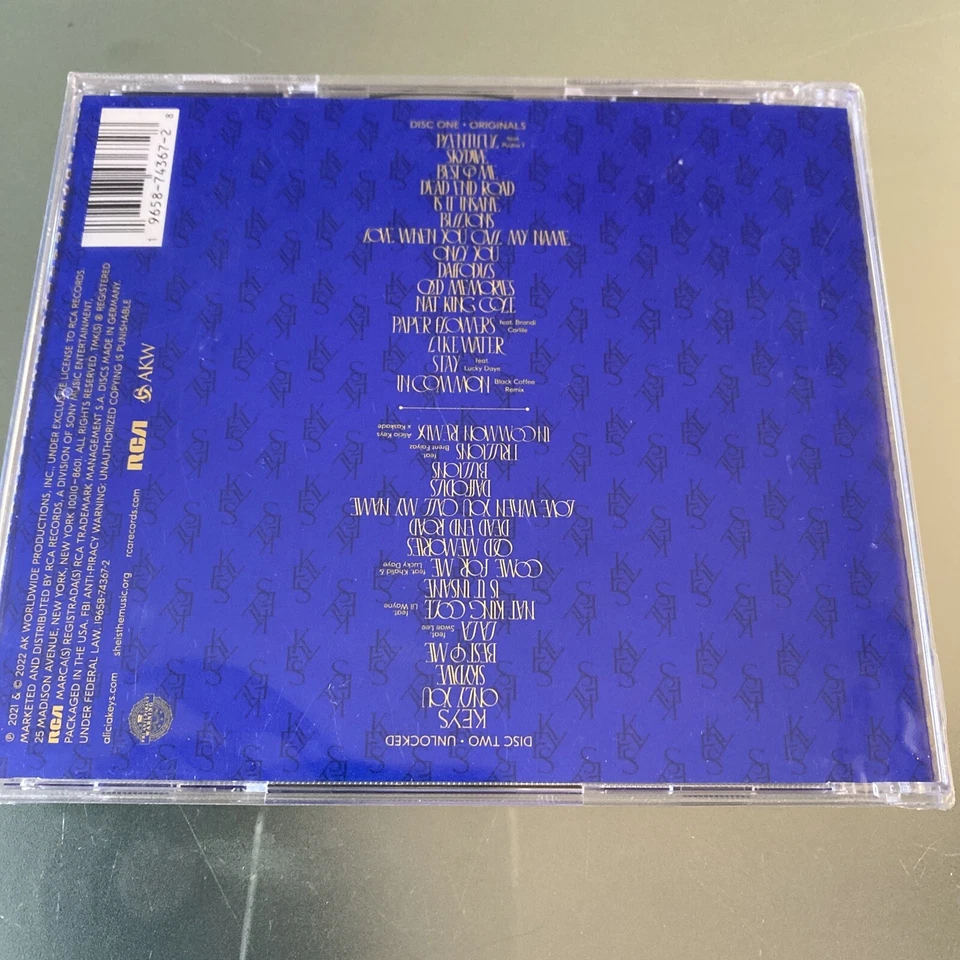 DISC ONE • ORIGINALS
PLENTIFUL feat. Pusha T
SKYDIVE
BEST OF ME
DEAD END ROAD
IS IT INSANE
BILLIONS
LOVE WHEN YOU CALL MY NAME
ONLY YOU
DAFFODILS
OLD MEMORIES
NAT KING COLE
PAPER FLOWERS feat. Brandi Carlile
LIKE WATER
STAY feat. Lucky Daye
IN COMMON Black Coffee Remix
DISC TWO • UNLOCKED
KEYS
ONLY YOU
SKYDIVE
BEST OF ME
LALA feat. Swae Lee
NAT KING COLE feat. Lil Wayne
IS IT INSANE
COME FOR ME feat. Khalid & Lucky Daye
OLD MEMORIES
DEAD END ROAD
LOVE WHEN YOU CALL MY NAME
DAFFODILS
BILLIONS
TRILLIONS feat. Brent Faiyaz
IN COMMON REMIX Alicia Keys x Kaskade
℗ 2021 & © 2022 AK WORLDWIDE PRODUCTIONS, INC., UNDER EXCLUSIVE LICENSE TO RCA RECORDS.
MARKETED AND DISTRIBUTED BY RCA RECORDS, A DIVISION OF SONY MUSIC ENTERTAINMENT,
25 MADISON AVENUE, NEW YORK, NEW YORK 10010-8601. ALL RIGHTS RESERVED. TMK(S) ® REGISTERED
RCA MARCA(S) REGISTRADA(S) RCA TRADEMARK MANAGEMENT S.A. DISCS MADE IN GERMANY.
PACKAGED IN THE USA. FBI ANTI-PIRACY WARNING: UNAUTHORIZED COPYING IS PUNISHABLE
UNDER FEDERAL LAW. 19658-74367-2
aliciakeys.com sheisthemusic.org rcarecords.com
RCA AKW
1 9658-74367-2 8